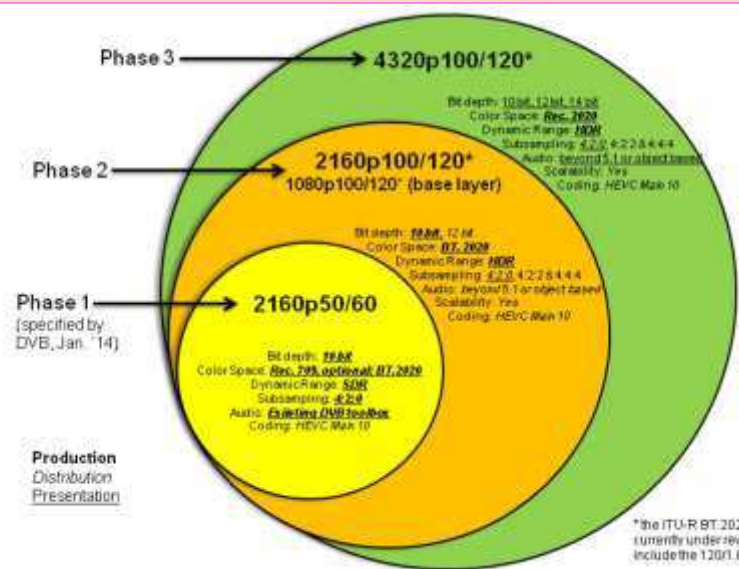 Phase 3
4320p100/120*
Bit depth: 10 bit, 12 bit, 14 bit
Color Space: Rec. 2020
Dynamic Range: HDR
Subsampling: 4:2:0, 4:2:2 & 4:4:4
Audio: beyond 5.1 or object based
Scalability: Yes
Coding: HEVC Main 10
Phase 2
2160p100/120*
1080p100/120* (base layer)
Bit depth: 10 bit, 12 bit
Color Space: BT. 2020
Dynamic Range: HDR
Subsampling: 4:2:0, 4:2:2 & 4:4:4
Audio: beyond 5.1 or object based
Scalability: Yes
Coding: HEVC Main 10
Phase 1
(specified by
DVB, Jan. '14)
2160p50/60
Bit depth: 10 bit
Color Space: Rec. 709, optional: BT. 2020
Dynamic Range: SDR
Subsampling: 4:2:0
Audio: Existing DVB toolbox
Coding: HEVC Main 10
Production
Distribution
Presentation
* the ITU-R BT.202
currently under rev
include the 120/1.